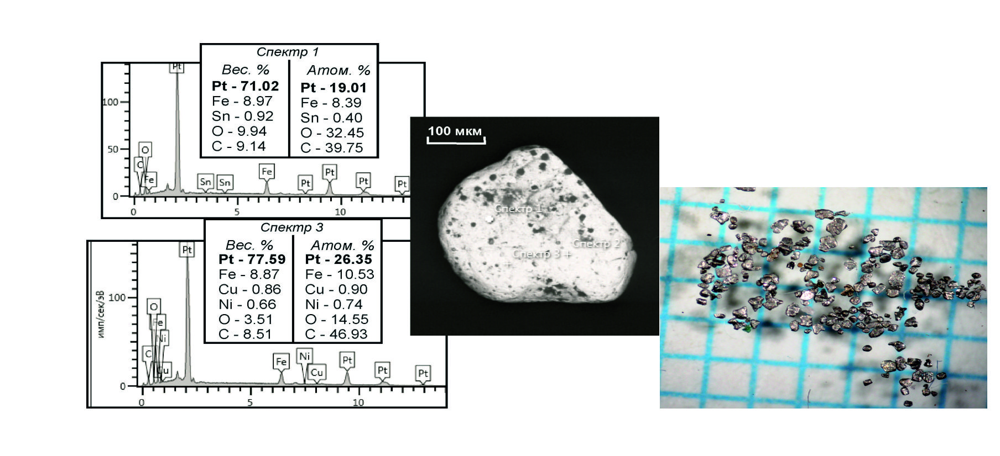 Спектр 1
Вес. % Атом. %
Pt - 71.02 Pt - 19.01
Fe - 8.97 Fe - 8.39
Sn - 0.92 Sn - 0.40
O - 9.94 O - 32.45
C - 9.14 C - 39.75
Pt
100
50
0
O
C
Fe
Sn Sn Fe Pt Pt Pt Pt
0 5 10
Спектр 3
Вес. % Атом. %
Pt - 77.59 Pt - 26.35
Fe - 8.87 Fe - 10.53
Cu - 0.86 Cu - 0.90
Ni - 0.66 Ni - 0.74
O - 3.51 O - 14.55
C - 8.51 C - 46.93
Pt
имп/сек/эВ
100
0
O
Fe
Ni
C
Cu
Fe Ni Cu Pt Pt Pt
0 5 10
100 мкм
Спектр 1
Спектр 2
Спектр 3